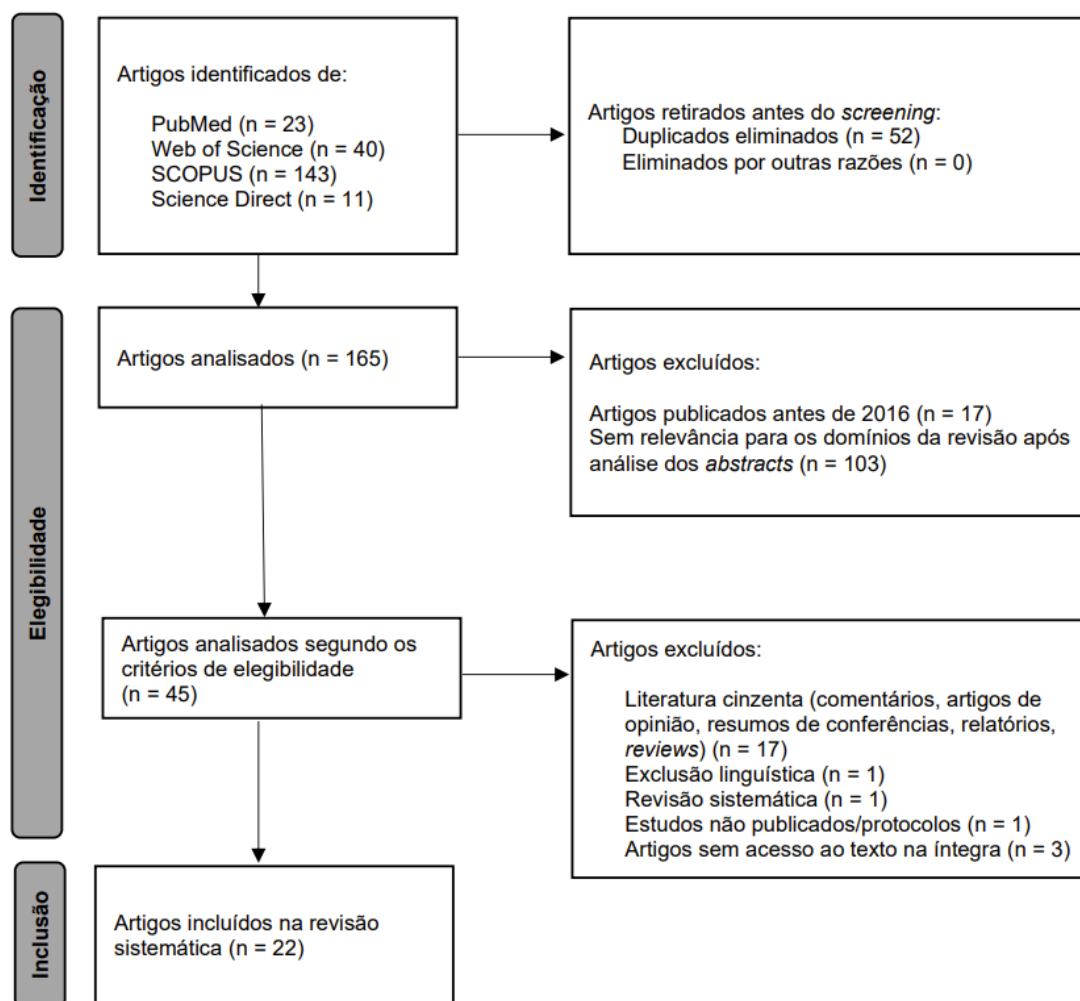 Identificação
Artigos identificados de:
PubMed (n = 23)
Web of Science (n = 40)
SCOPUS (n = 143)
Science Direct (n = 11)
Artigos retirados antes do screening:
Duplicados eliminados (n = 52)
Eliminados por outras razões (n = 0)
Elegibilidade
Artigos analisados (n = 165)
Artigos excluídos:
Artigos publicados antes de 2016 (n = 17)
Sem relevância para os domínios da revisão após
análise dos abstracts (n = 103)
Artigos analisados segundo os
critérios de elegibilidade
(n = 45)
Artigos excluídos:
Literatura cinzenta (comentários, artigos de
opinião, resumos de conferências, relatórios,
reviews) (n = 17)
Exclusão linguística (n = 1)
Revisão sistemática (n = 1)
Estudos não publicados/protocolos (n = 1)
Artigos sem acesso ao texto na íntegra (n = 3)
Inclusão
Artigos incluídos na revisão
sistemática (n = 22)